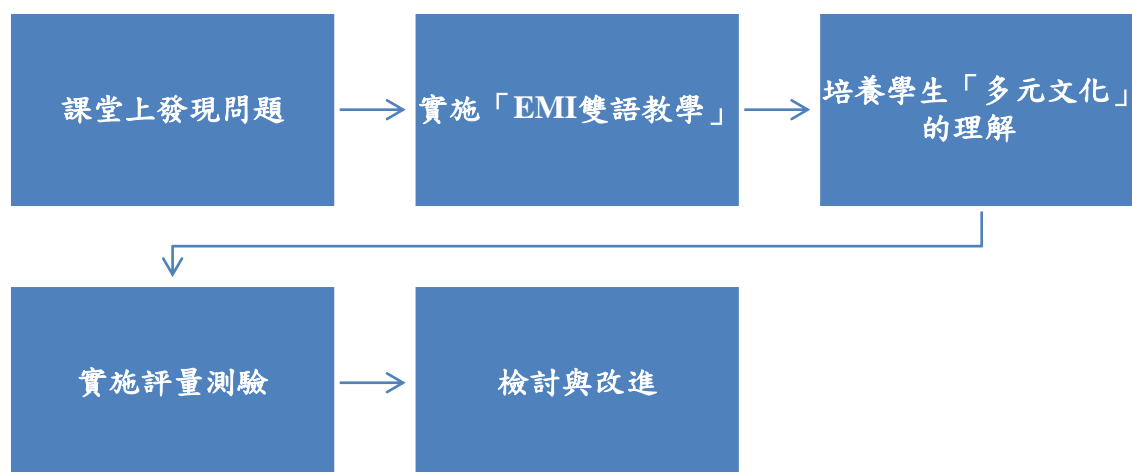 課堂上發現問題
實施「EMI雙語教學」
培養學生「多元文化」
的理解
實施評量測驗
檢討與改進